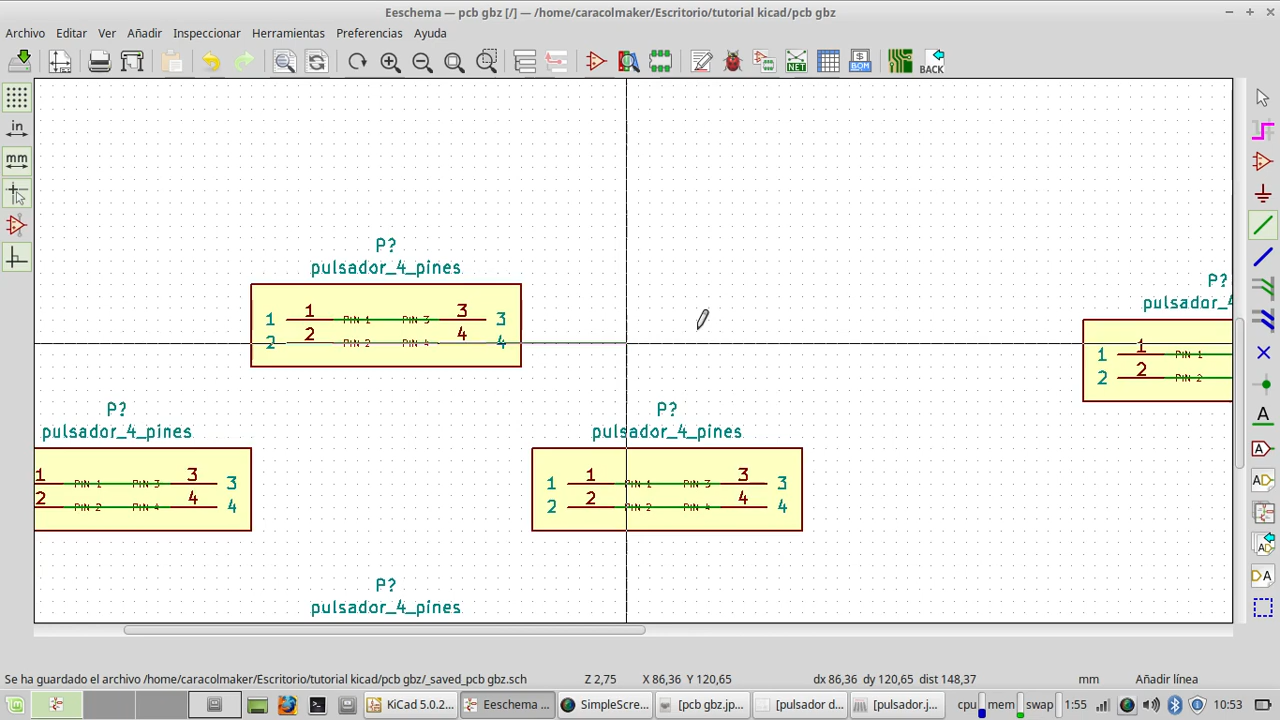 Eeschema — pcb gbz [/] — /home/caracolmaker/Escritorio/tutorial kicad/pcb gbz
Archivo Editar Ver Añadir Inspeccionar Herramientas Preferencias Ayuda
NET
$ BOM
BACK
in
mm
P?
pulsador_4_pines
1 1 PIN 1 PIN 3 3 3
2 2 PIN 2 PIN 4 4 4
P?
pulsador_4
1 1 PIN 1
2 2 PIN 2
P?
pulsador_4_pines
1 PIN 1 PIN 3 3 3
2 PIN 2 PIN 4 4 4
P?
pulsador_4_pines
1 1 PIN 1 PIN 3 3 3
2 2 PIN 2 PIN 4 4 4
P?
pulsador_4_pines
A
A
AD
AD
DA
Se ha guardado el archivo /home/caracolmaker/Escritorio/tutorial kicad/pcb gbz/_saved_pcb gbz.sch
Z 2,75
X 86,36 Y 120,65
dx 86,36 dy 120,65 dist 148,37
mm
Añadir línea
KiCad 5.0.2...
Eeschema ...
SimpleScre...
[pcb gbz.jp...
[pulsador d...
[pulsador.j...
cpu
mem
swap
1:55
10:53